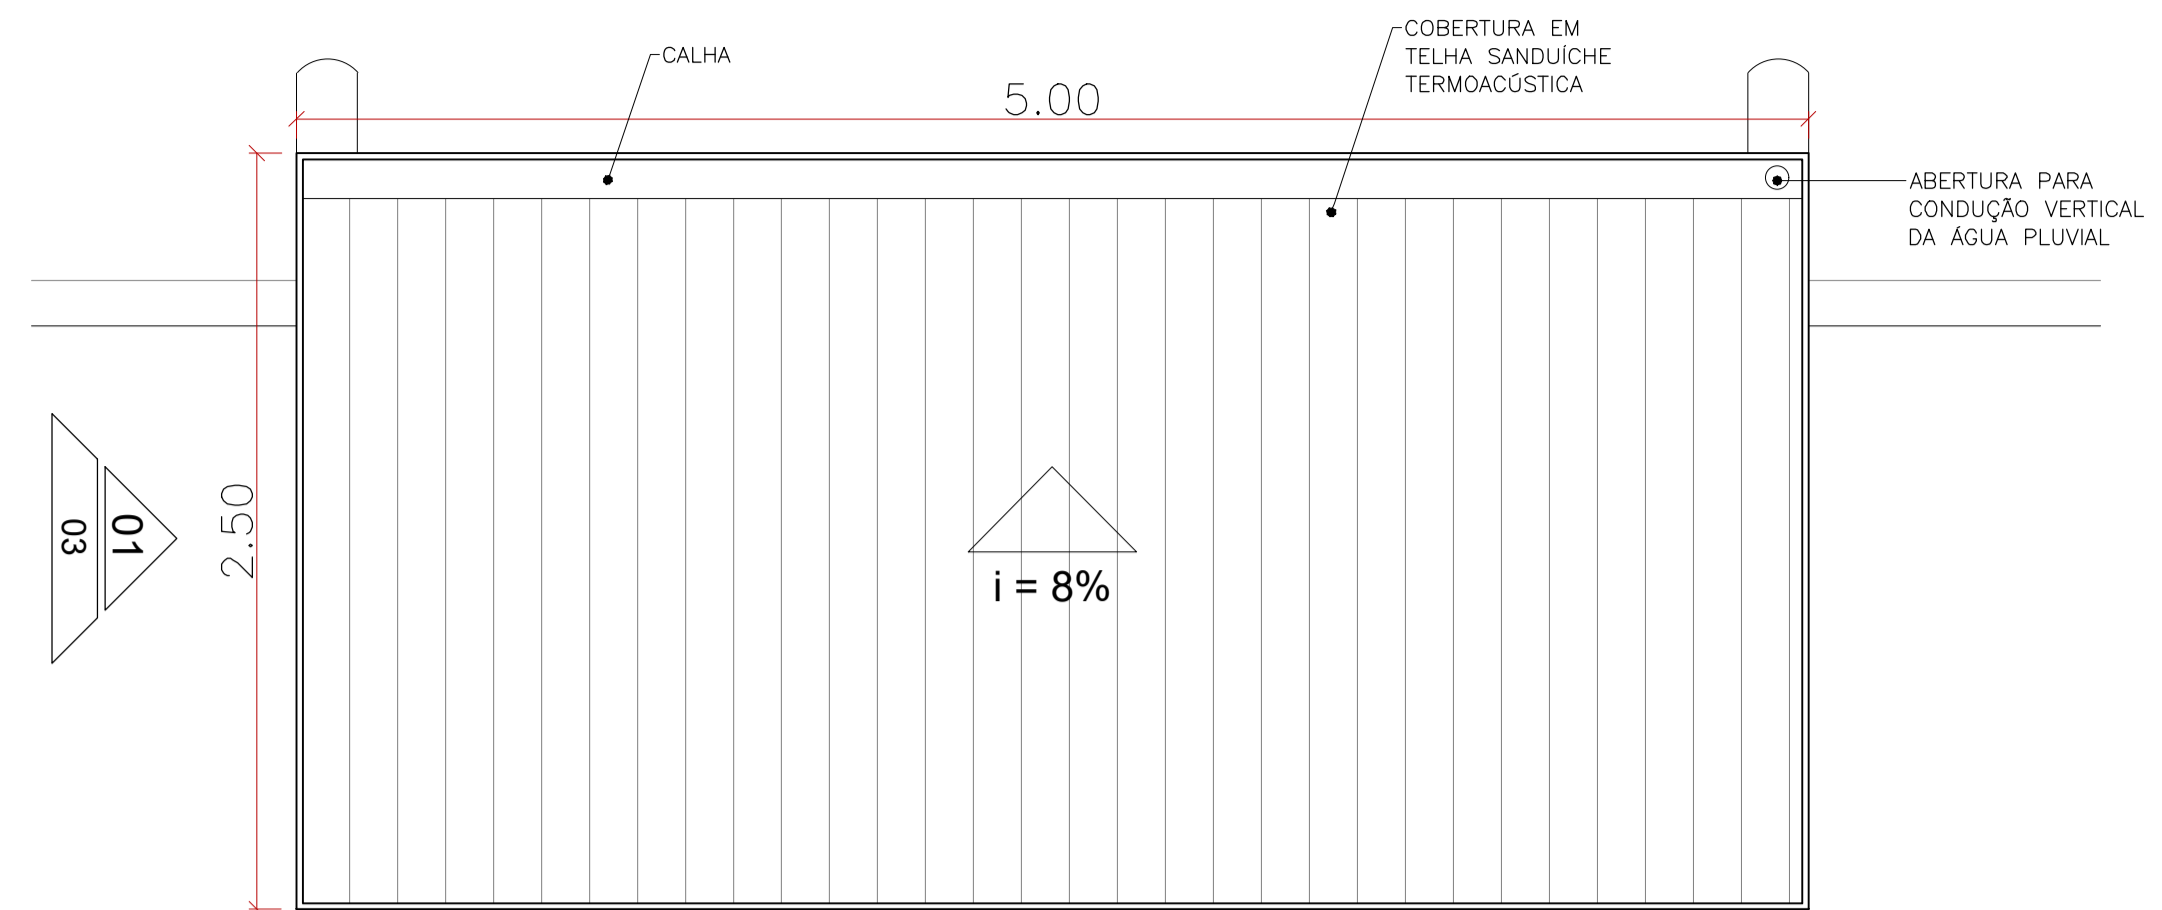 CALHA
COBERTURA EM
TELHA SANDUÍCHE
TERMOACÚSTICA
5.00
ABERTURA PARA
CONDUÇÃO VERTICAL
DA ÁGUA PLUVIAL
2.50
01
03
i = 8%